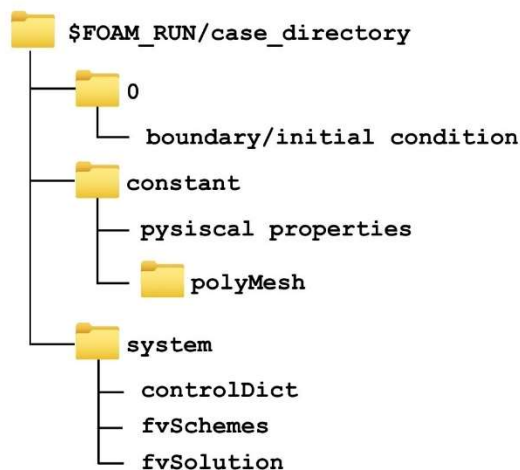 $FOAM_RUN/case_directory
0
boundary/initial condition
constant
pysiscal properties
polyMesh
system
controlDict
fvSchemes
fvSolution